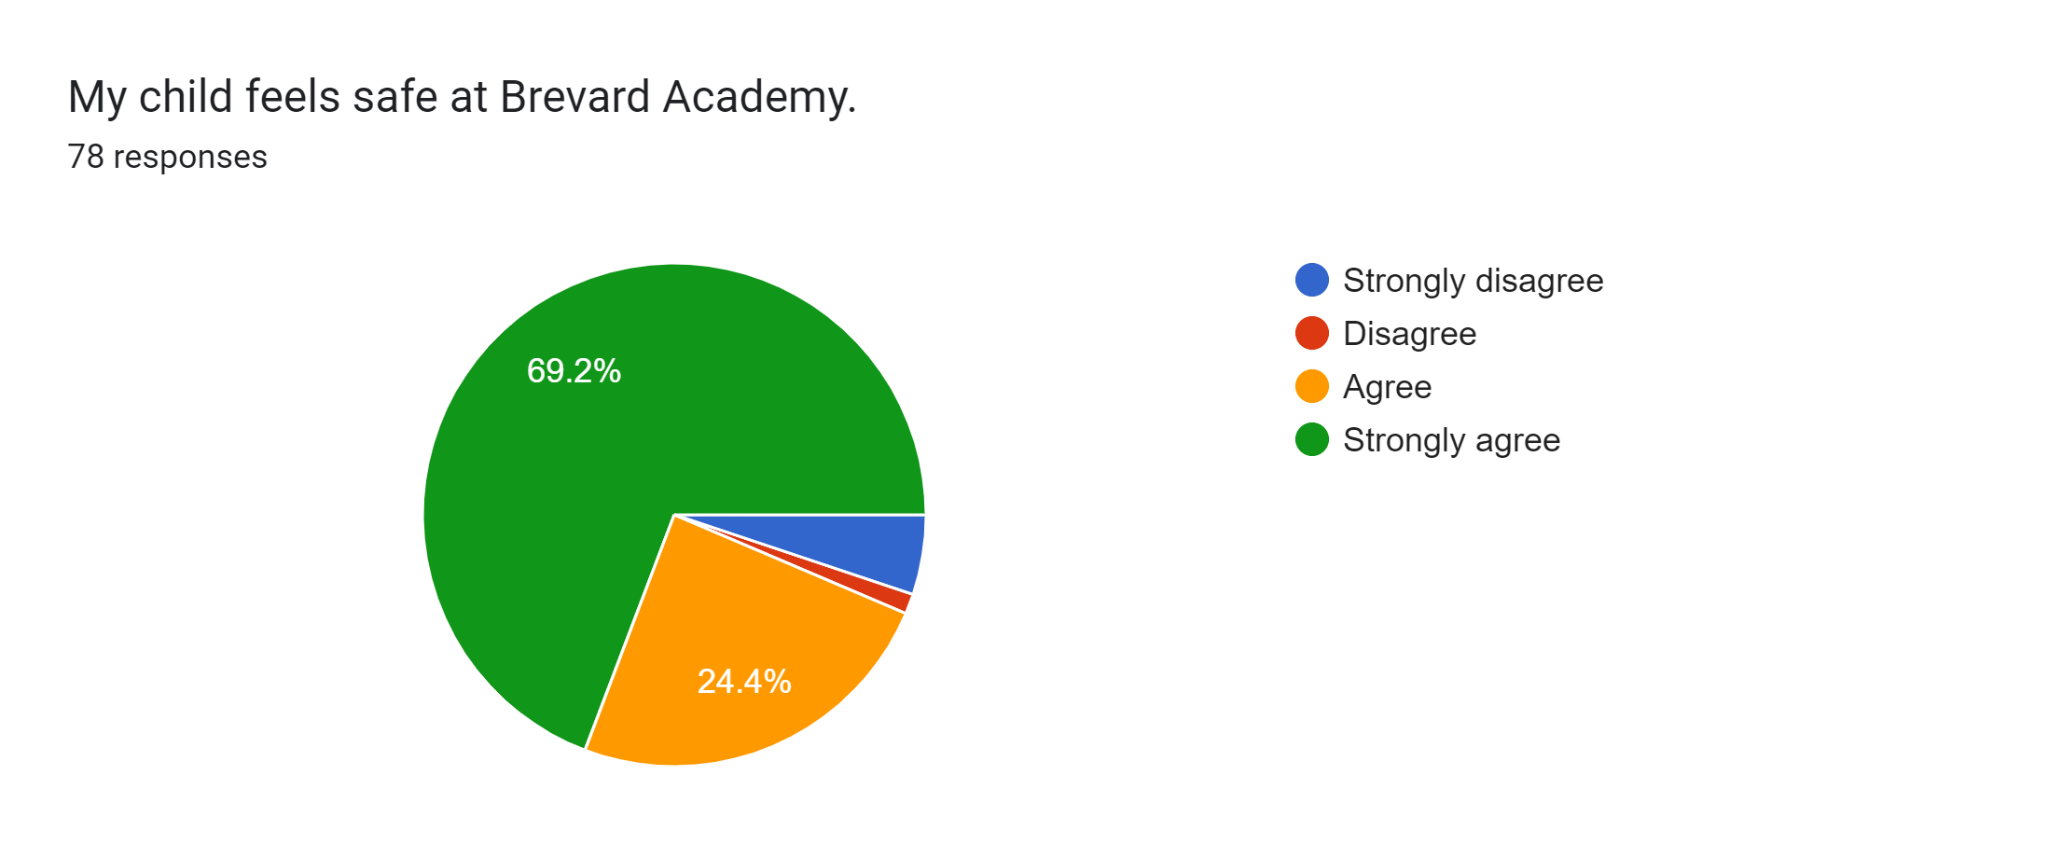 My child feels safe at Brevard Academy.
78 responses
69.2%
24.4%
Strongly disagree
Disagree
Agree
Strongly agree